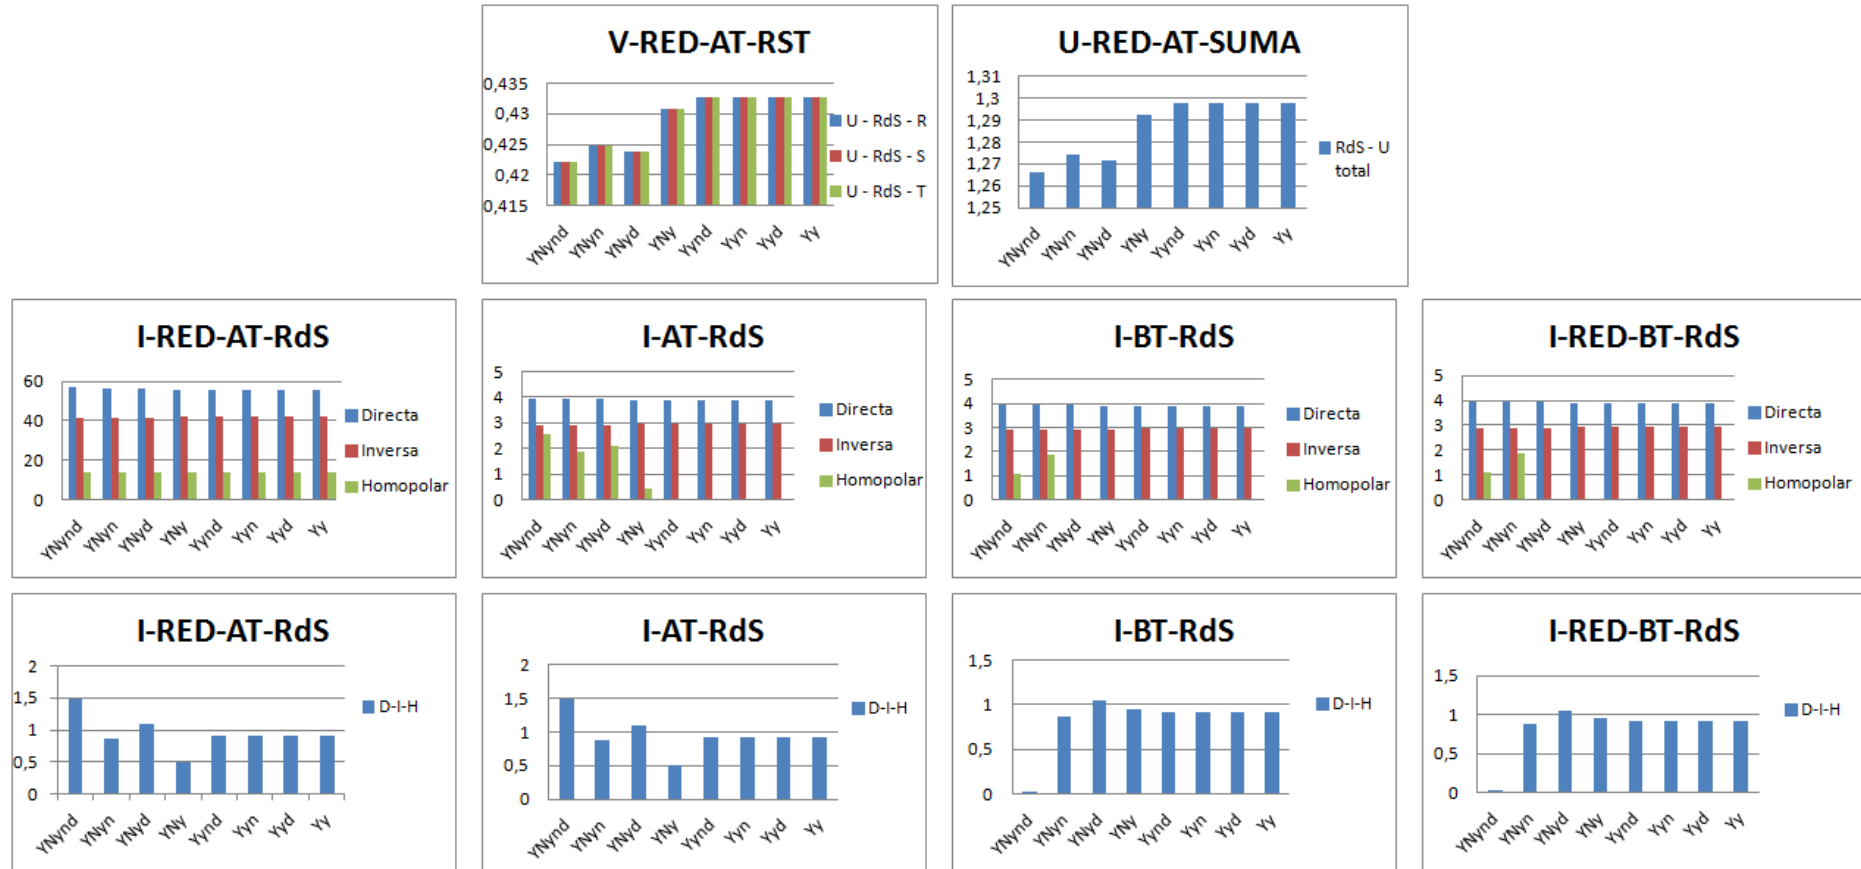 V-RED-AT-RST
0,435
0,43
0,425
0,42
0,415
U - RdS - R
U - RdS - S
U - RdS - T
YNynd YNyn YNyd YNy Yynd Yyn Yyd Yy
U-RED-AT-SUMA
1,31
1,3
1,29
1,28
1,27
1,26
1,25
RdS - U
total
YNynd YNyn YNyd YNy Yynd Yyn Yyd Yy
I-RED-AT-RdS
60
40
20
0
Directa
Inversa
Homopolar
YNynd YNyn YNyd YNy Yynd Yyn Yyd Yy
I-AT-RdS
5
4
3
2
1
0
Directa
Inversa
Homopolar
YNynd YNyn YNyd YNy Yynd Yyn Yyd Yy
I-BT-RdS
5
4
3
2
1
0
Directa
Inversa
Homopolar
YNynd YNyn YNyd YNy Yynd Yyn Yyd Yy
I-RED-BT-RdS
5
4
3
2
1
0
Directa
Inversa
Homopolar
YNynd YNyn YNyd YNy Yynd Yyn Yyd Yy
I-RED-AT-RdS
2
1,5
1
0,5
0
D-I-H
YNynd YNyn YNyd YNy Yynd Yyn Yyd Yy
I-AT-RdS
2
1,5
1
0,5
0
D-I-H
YNynd YNyn YNyd YNy Yynd Yyn Yyd Yy
I-BT-RdS
1,5
1
0,5
0
D-I-H
YNynd YNyn YNyd YNy Yynd Yyn Yyd Yy
I-RED-BT-RdS
1,5
1
0,5
0
D-I-H
YNynd YNyn YNyd YNy Yynd Yyn Yyd Yy